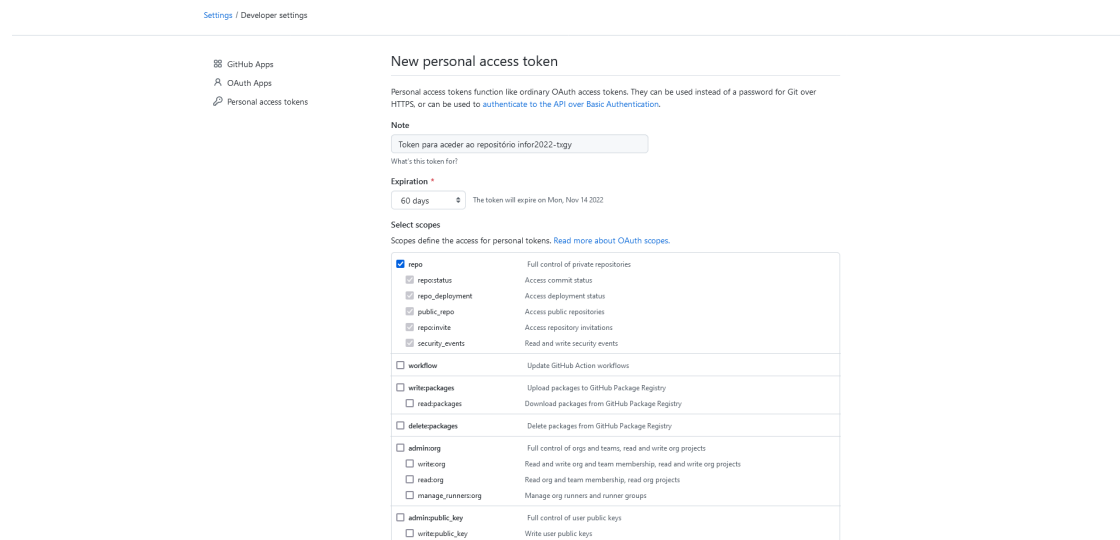 Settings / Developer settings
GitHub Apps
OAuth Apps
Personal access tokens
New personal access token
Personal access tokens function like ordinary OAuth access tokens. They can be used instead of a password for Git over
HTTPS, or can be used to authenticate to the API over Basic Authentication.
Note
Token para aceder ao repositório infor2022-txgy
What's this token for?
Expiration *
60 days The token will expire on Mon, Nov 14 2022
Select scopes
Scopes define the access for personal tokens. Read more about OAuth scopes.
repo Full control of private repositories
repo:status Access commit status
repo_deployment Access deployment status
public_repo Access public repositories
repo:invite Access repository invitations
security_events Read and write security events
workflow Update GitHub Action workflows
write:packages Upload packages to GitHub Package Registry
read:packages Download packages from GitHub Package Registry
delete:packages Delete packages from GitHub Package Registry
admin:org Full control of orgs and teams, read and write org projects
write:org Read and write org and team membership, read and write org projects
read:org Read org and team membership, read org projects
manage_runners:org Manage org runners and runner groups
admin:public_key Full control of user public keys
write:public_key Write user public keys